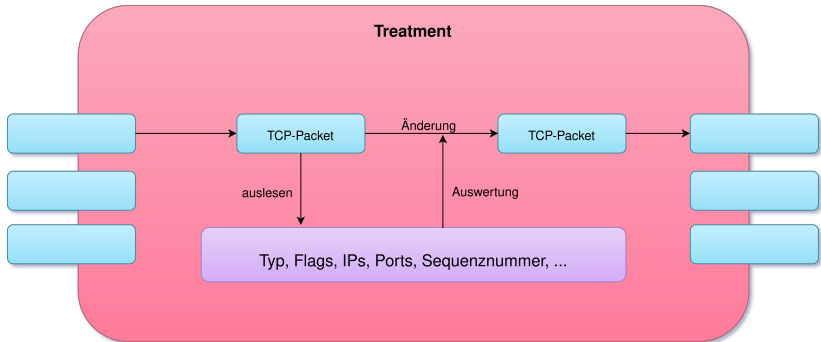 Treatment
TCP-Packet
Änderung
TCP-Packet
auslesen
Auswertung
Typ, Flags, IPs, Ports, Sequenznummer, ...